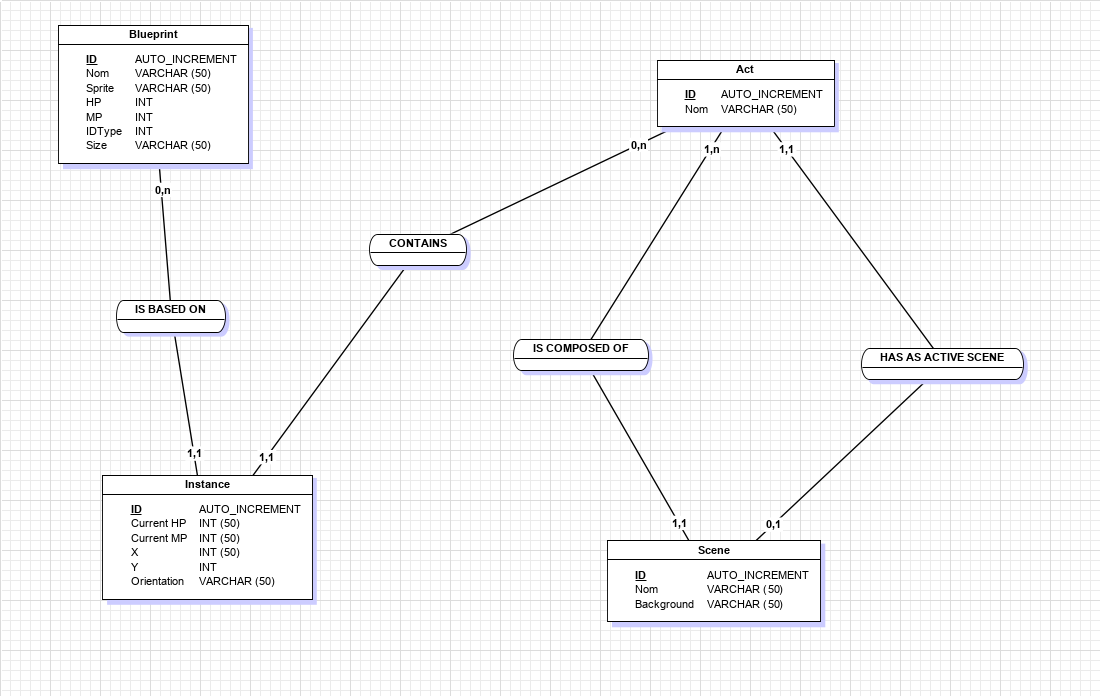 Blueprint
ID AUTO_INCREMENT
Nom VARCHAR (50)
Sprite VARCHAR (50)
HP INT
MP INT
IDType INT
Size VARCHAR (50)
Act
ID AUTO_INCREMENT
Nom VARCHAR (50)
0,n
1,n
1,1
0,n
CONTAINS
IS BASED ON
IS COMPOSED OF
HAS AS ACTIVE SCENE
1,1
1,1
Instance
ID AUTO_INCREMENT
Current HP INT (50)
Current MP INT (50)
X INT (50)
Y INT
Orientation VARCHAR (50)
1,1
0,1
Scene
ID AUTO_INCREMENT
Nom VARCHAR (50)
Background VARCHAR (50)